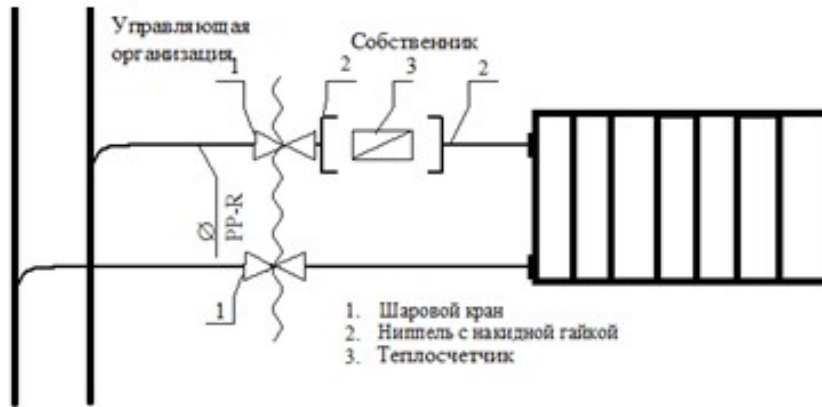 Управляющая
организация
Собственник
1
2
3
2
Ø
PP-R
1
1. Шаровой кран
2. Ниппель с накидной гайкой
3. Теплосчетчик